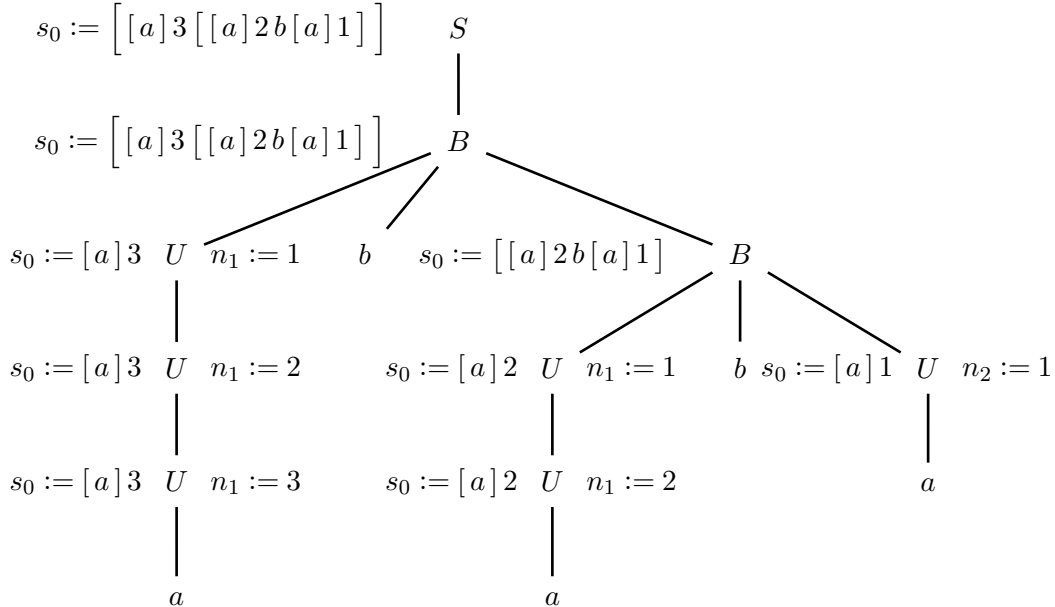 s₀ := [ [ a ] 3 [ [ a ] 2 b [ a ] 1 ] ] S
s₀ := [ [ a ] 3 [ [ a ] 2 b [ a ] 1 ] ] B
s₀ := [ a ] 3 U n₁ := 1 b s₀ := [ [ a ] 2 b [ a ] 1 ] B
s₀ := [ a ] 3 U n₁ := 2 s₀ := [ a ] 2 U n₁ := 1 b s₀ := [ a ] 1 U n₂ := 1
s₀ := [ a ] 3 U n₁ := 3 s₀ := [ a ] 2 U n₁ := 2 a
a a